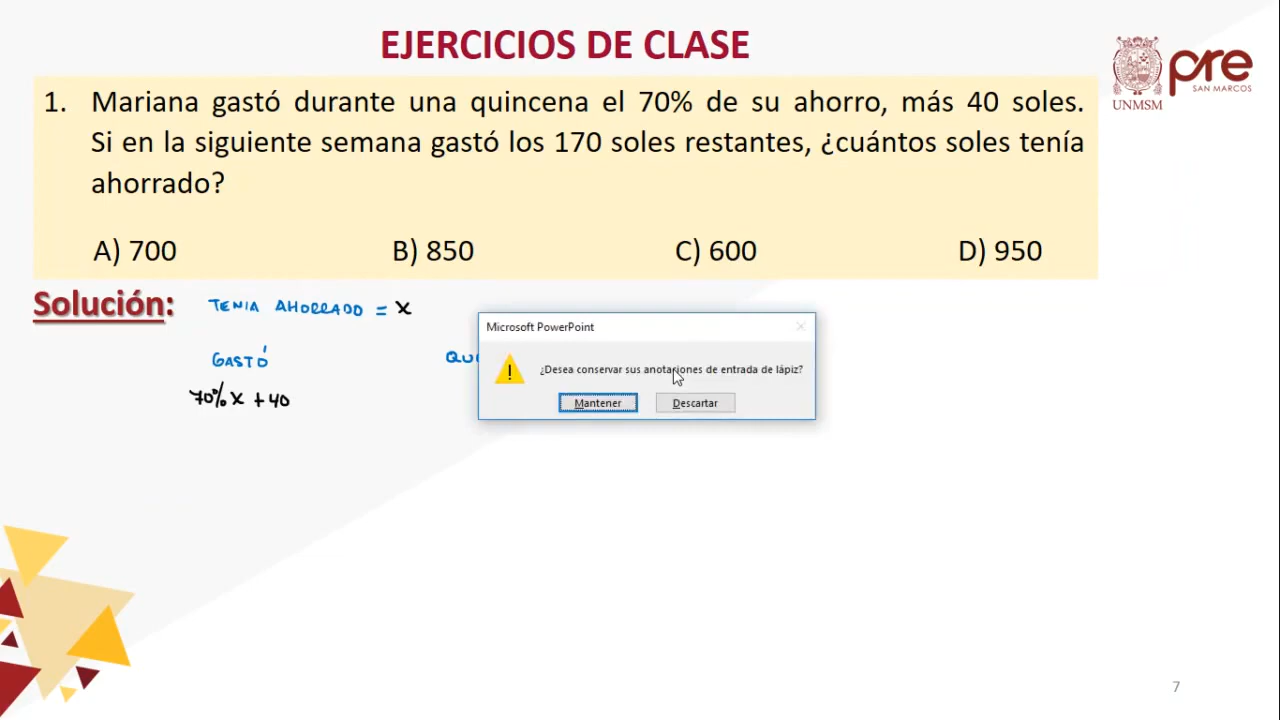 EJERCICIOS DE CLASE
pre
SAN MARCOS
UNMSM
1. Mariana gastó durante una quincena el 70% de su ahorro, más 40 soles.
Si en la siguiente semana gastó los 170 soles restantes, ¿cuántos soles tenía
ahorrado?
A) 700 B) 850 C) 600 D) 950
Solución: TENIA AHORRADO = x
Microsoft PowerPoint
GASTÓ QU
¿Desea conservar sus anotaciones de entrada de lápiz?
70% x + 40
Mantener Descartar
7